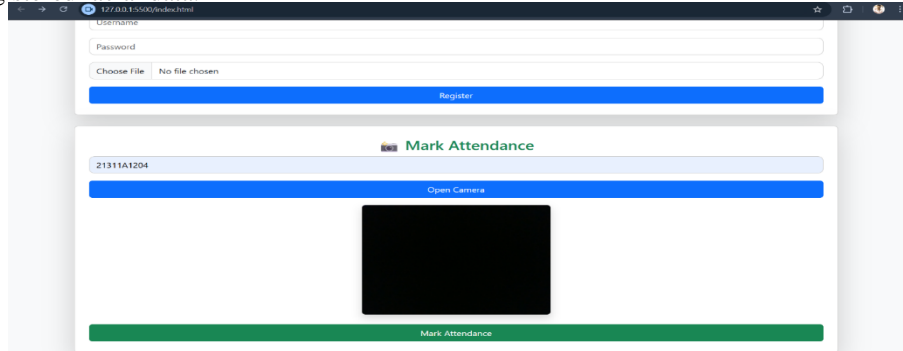 127.0.0.1:5500/index.html
Username
Password
Choose File No file chosen
Register
Mark Attendance
21311A1204
Open Camera
Mark Attendance